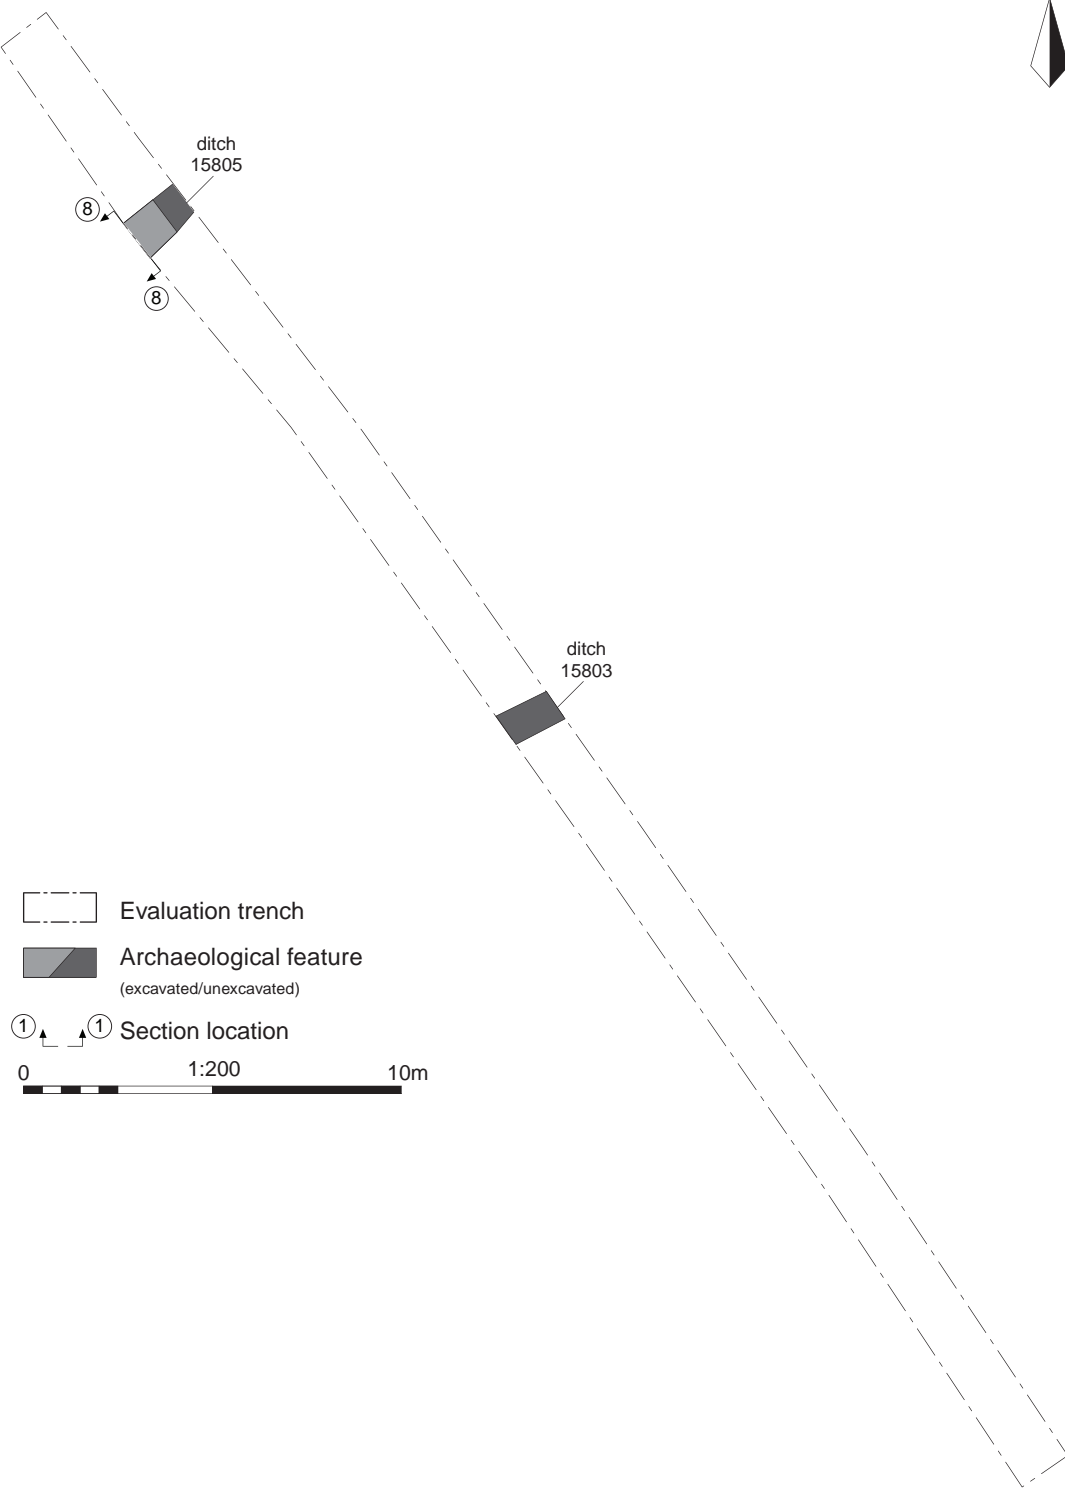 ditch
15805
8
8
ditch
15803
Evaluation trench
Archaeological feature
(excavated/unexcavated)
1 1 Section location
0 1:200 10m